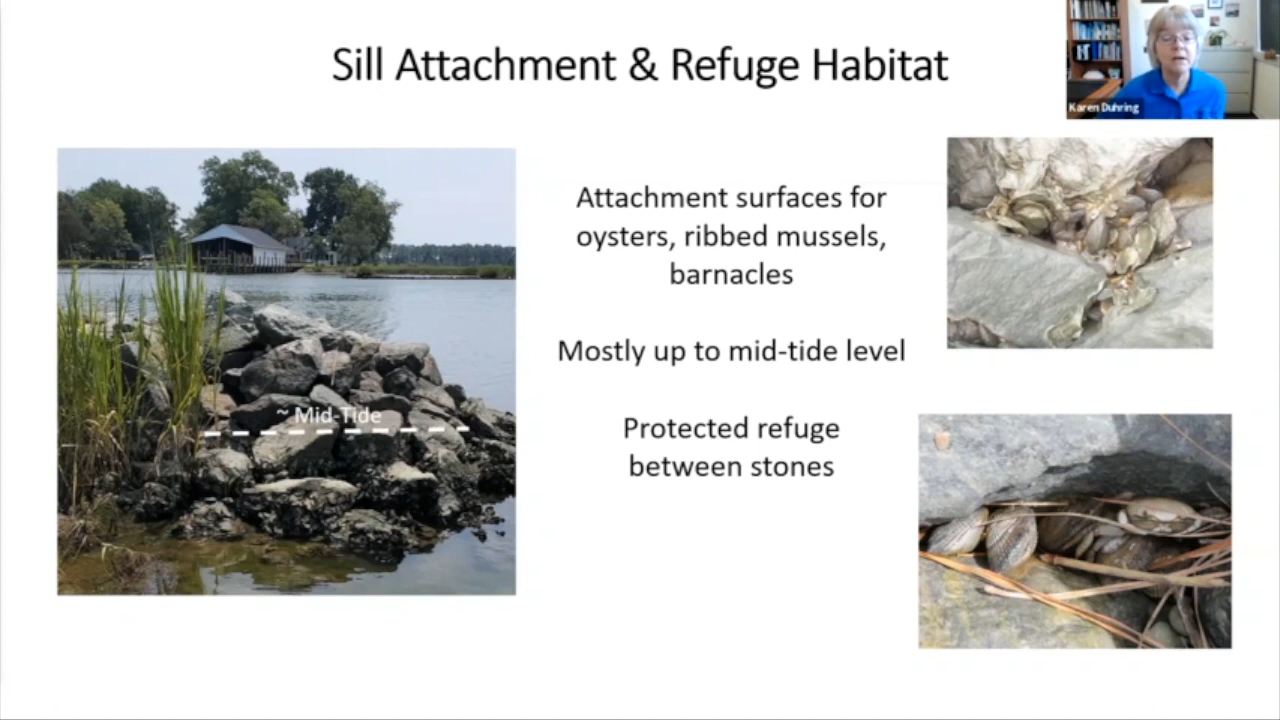 Sill Attachment & Refuge Habitat
Karen Duhring
Attachment surfaces for
oysters, ribbed mussels,
barnacles
Mostly up to mid-tide level
~ Mid-Tide
Protected refuge
between stones